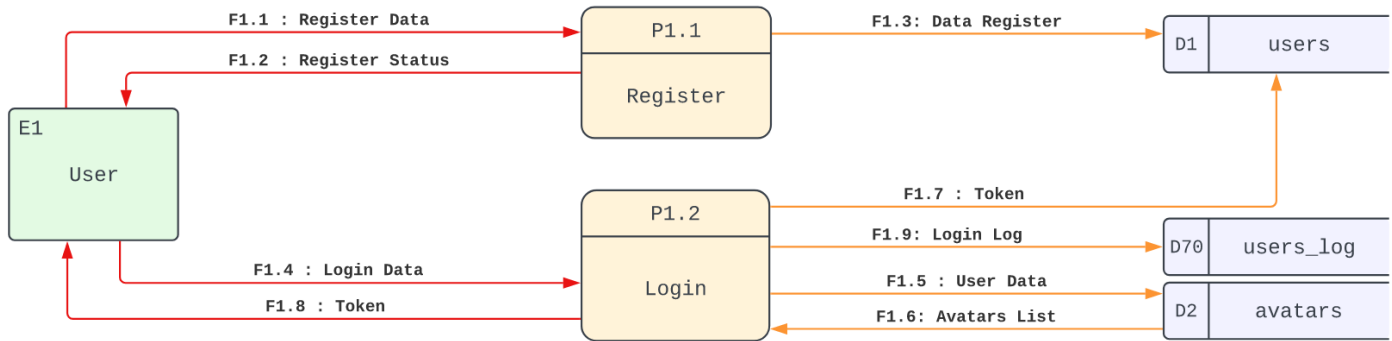 F1.1 : Register Data
F1.2 : Register Status
P1.1
Register
F1.3: Data Register
D1
users
E1
User
P1.2
Login
F1.7 : Token
F1.9: Login Log
D70
users_log
F1.4 : Login Data
F1.8 : Token
F1.5 : User Data
F1.6: Avatars List
D2
avatars